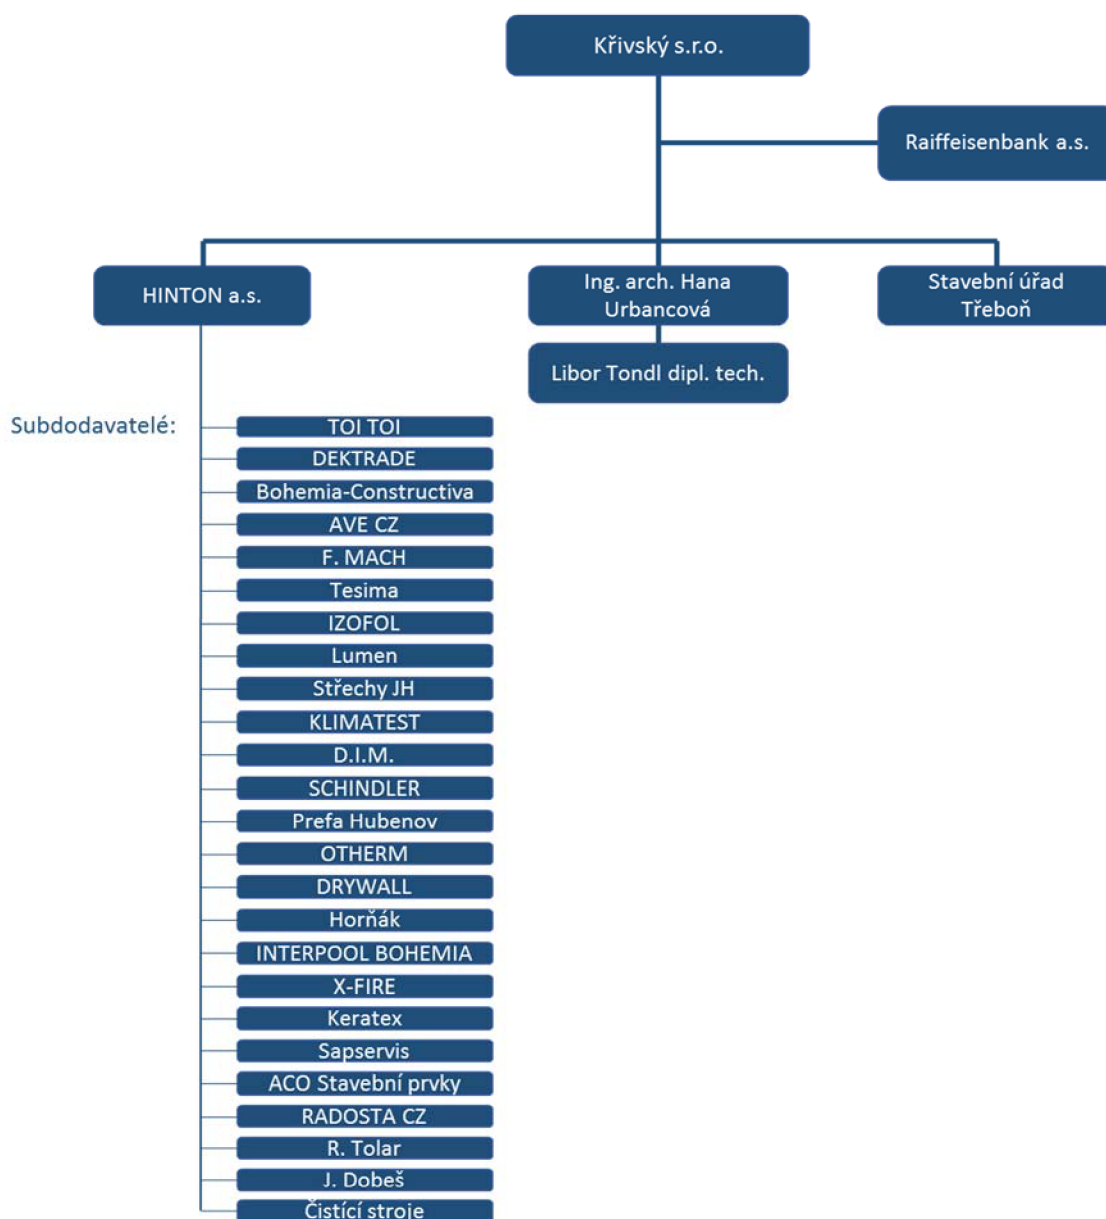 Křivský s.r.o.
Raiffeisenbank a.s.
HINTON a.s.
Ing. arch. Hana
Urbancová
Stavební úřad
Třeboň
Libor Tondl dipl. tech.
Subdodavatelé:
TOI TOI
DEKTRADE
Bohemia-Constructiva
AVE CZ
F. MACH
Tesima
IZOFOL
Lumen
Střechy JH
KLIMATEST
D.I.M.
SCHINDLER
Prefa Hubenov
OTHERM
DRYWALL
Horňák
INTERPOOL BOHEMIA
X-FIRE
Keratex
Sapservis
ACO Stavební prvky
RADOSTA CZ
R. Tolar
J. Dobeš
Čistící stroje